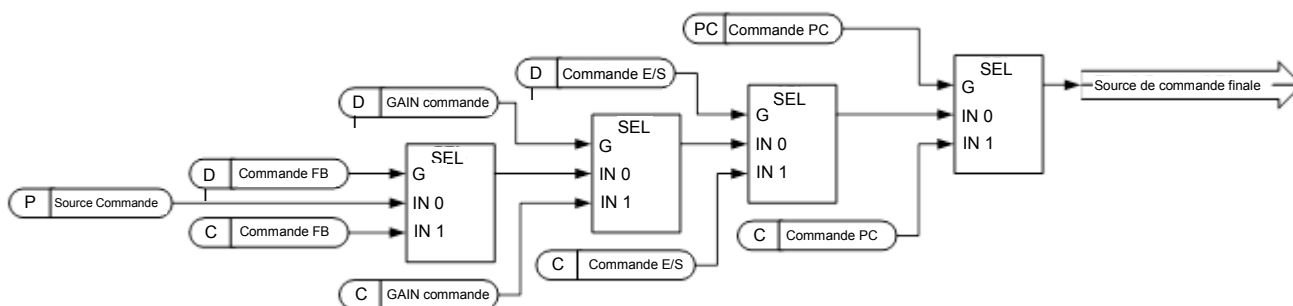 PC Commande PC
SEL
D Commande E/S
G
Source de commande finale
SEL
D GAIN commande
IN 0
G
SEL
IN 1
IN 0
G
SEL
IN 1
D Commande FB
IN 0
G
P Source Commande
IN 1
IN 0
C Commande FB
IN 1
C Commande PC
C Commande E/S
C GAIN commande